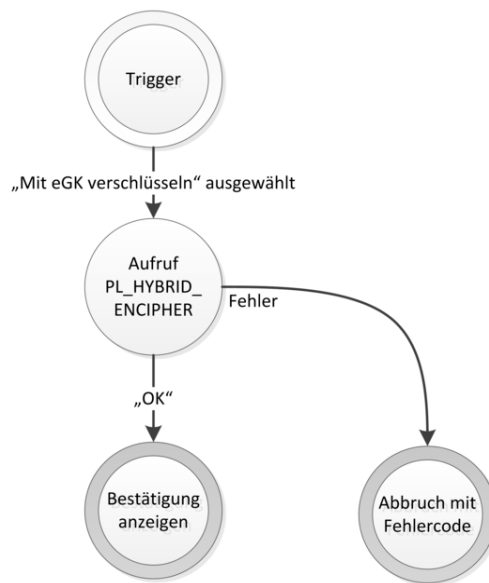 Trigger
„Mit eGK verschlüsseln“ ausgewählt
Aufruf
PL_HYBRID_
ENCIPHER
Fehler
„OK“
Bestätigung
anzeigen
Abbruch mit
Fehlercode